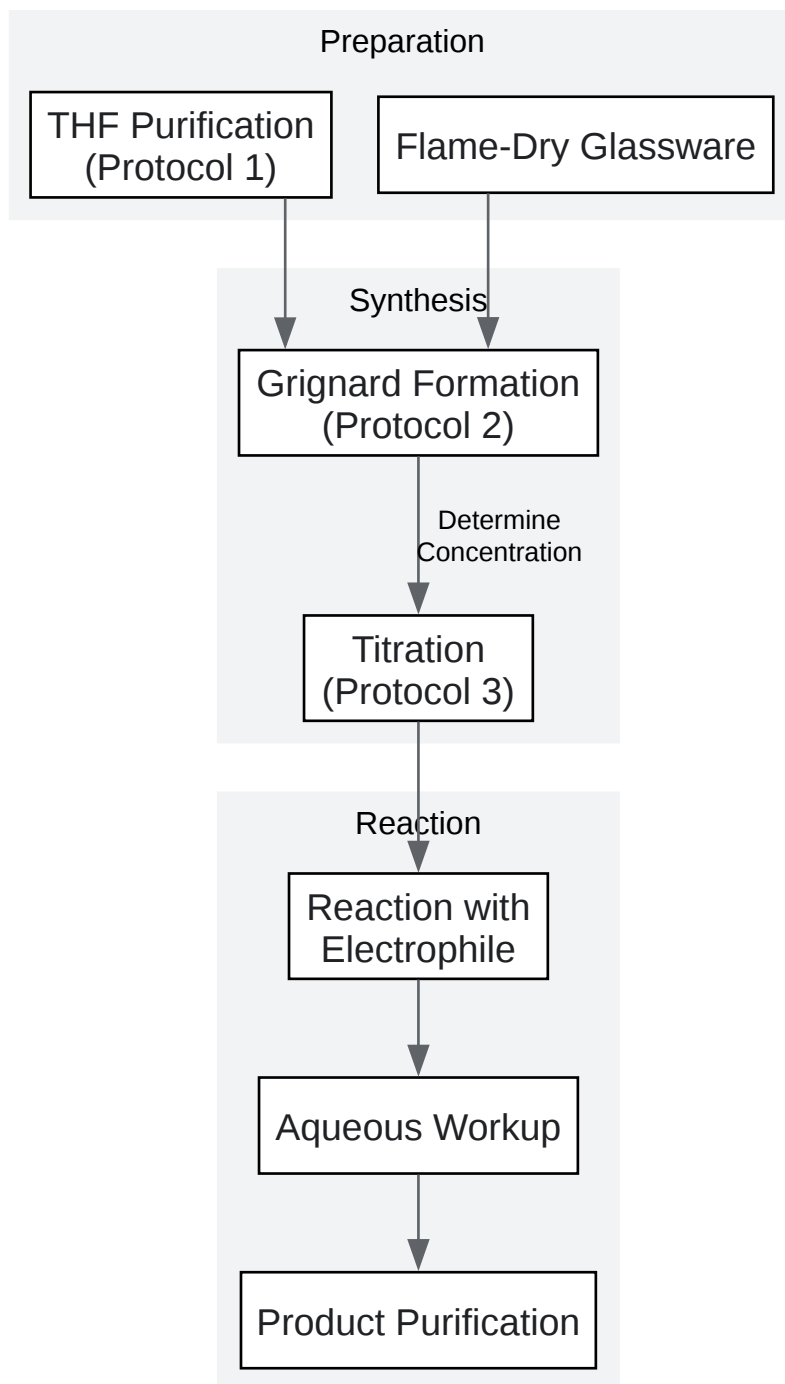 Preparation
THF Purification
(Protocol 1)
Flame-Dry Glassware
Synthesis
Grignard Formation
(Protocol 2)
Determine
Concentration
Titration
(Protocol 3)
Reaction
Reaction with
Electrophile
Aqueous Workup
Product Purification